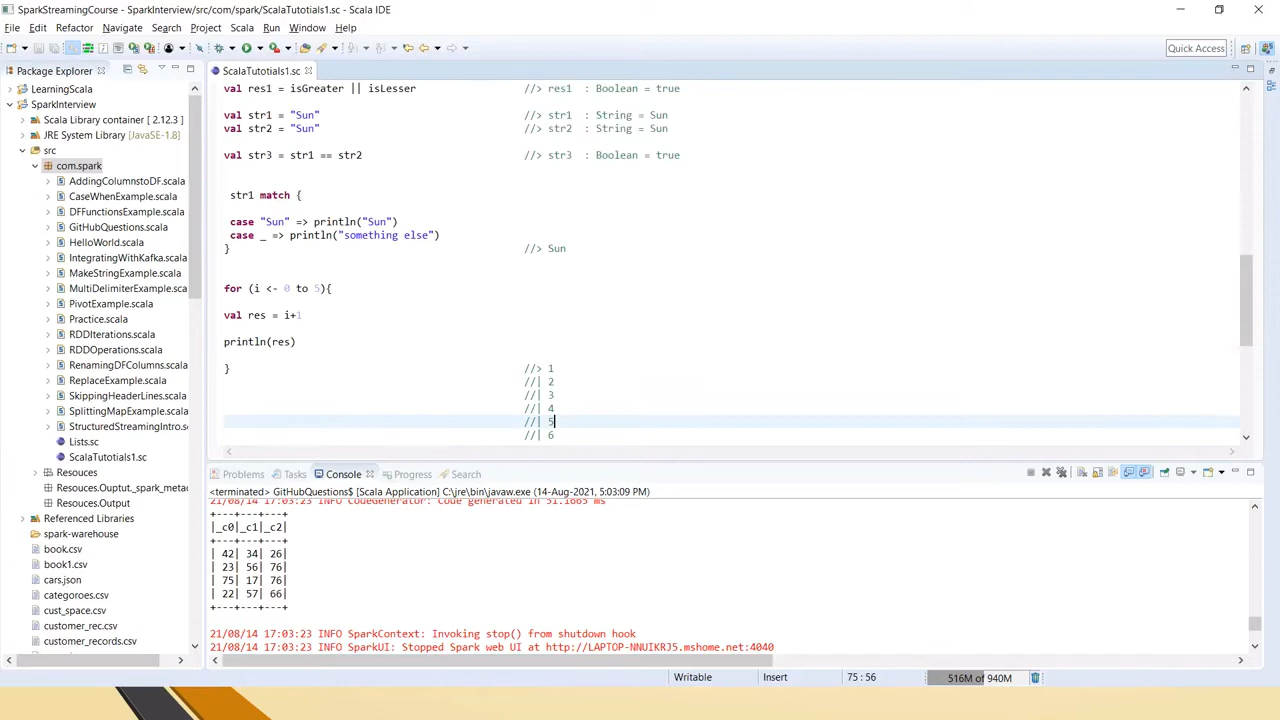 SparkStreamingCourse - SparkInterview/src/com/spark/ScalaTutotils1.sc - Scala IDE
File Edit Refactor Navigate Search Project Scala Run Window Help
Quick Access
Package Explorer
ScalaTutotils1.sc
LearningScala
SparkInterview
Scala Library container [ 2.12.3 ]
JRE System Library [JavaSE-1.8]
src
com.spark
AddingColumnstoDF.scala
CaseWhenExample.scala
DFFunctionsExample.scala
GitHubQuestions.scala
HelloWorld.scala
IntegratingWithKafka.scala
MakeStringExample.scala
MultiDelimiterExample.sca
PivotExample.scala
Practice.scala
RDDIterations.scala
RDDOperations.scala
RenamingDFColumns.scala
ReplaceExample.scala
SkippingHeaderLines.scala
SplittingMapExample.scala
StructuredStreamingIntro.sc
Lists.sc
ScalaTutotils1.sc
Resouces
Resouces.Ouptut._spark_metac
Resouces.Output
Referenced Libraries
spark-warehouse
book.csv
book1.csv
cars.json
categoroes.csv
cust_space.csv
customer_rec.csv
customer_records.csv
val res1 = isGreater || isLesser //> res1 : Boolean = true
val str1 = "Sun" //> str1 : String = Sun
val str2 = "Sun" //> str2 : String = Sun
val str3 = str1 == str2 //> str3 : Boolean = true
str1 match {
case "Sun" => println("Sun")
case _ => println("something else")
} //> Sun
for (i <- 0 to 5){
val res = i+1
println(res)
} //> 1
//| 2
//| 3
//| 4
//| 5
//| 6
Problems Tasks Console Progress Search
<terminated> GitHubQuestions$ [Scala Application] C:\jre\bin\javaw.exe (14-Aug-2021, 5:03:09 PM)
21/08/14 17:03:23 INFO CodeGenerator: Code generated in 51.1665 ms
+---+---+---+
|_c0|_c1|_c2|
+---+---+---+
| 42| 34| 26|
| 23| 56| 76|
| 75| 17| 76|
| 22| 57| 66|
+---+---+---+
21/08/14 17:03:23 INFO SparkContext: Invoking stop() from shutdown hook
21/08/14 17:03:23 INFO SparkUI: Stopped Spark web UI at http://LAPTOP-NNUIKRJ5.mshome.net:4040
Writable Insert 75 : 56 516M of 940M